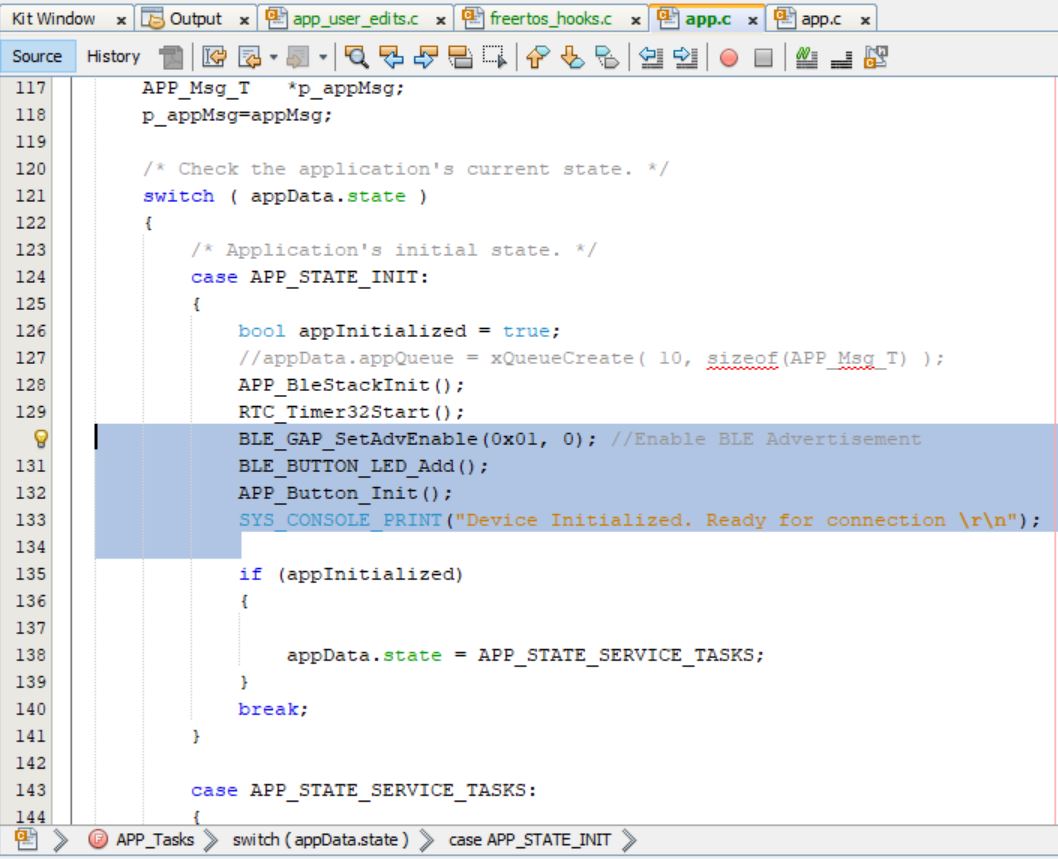 Kit Window x Output x app_user_edits.c x freertos_hooks.c x app.c x app.c x
Source History
117 APP_Msg_T *p_appMsg;
118 p_appMsg=appMsg;
119
120 /* Check the application's current state. */
121 switch ( appData.state )
122 {
123 /* Application's initial state. */
124 case APP_STATE_INIT:
125 {
126 bool appInitialized = true;
127 //appData.appQueue = xQueueCreate( 10, sizeof(APP_Msg_T) );
128 APP_BleStackInit();
129 RTC_Timer32Start();
BLE_GAP_SetAdvEnable(0x01, 0); //Enable BLE Advertisement
131 BLE_BUTTON_LED_Add();
132 APP_Button_Init();
133 SYS_CONSOLE_PRINT("Device Initialized. Ready for connection \r\n");
134
135 if (appInitialized)
136 {
137
138 appData.state = APP_STATE_SERVICE_TASKS;
139 }
140 break;
141 }
142
143 case APP_STATE_SERVICE_TASKS:
144 {
APP_Tasks switch ( appData.state ) case APP_STATE_INIT